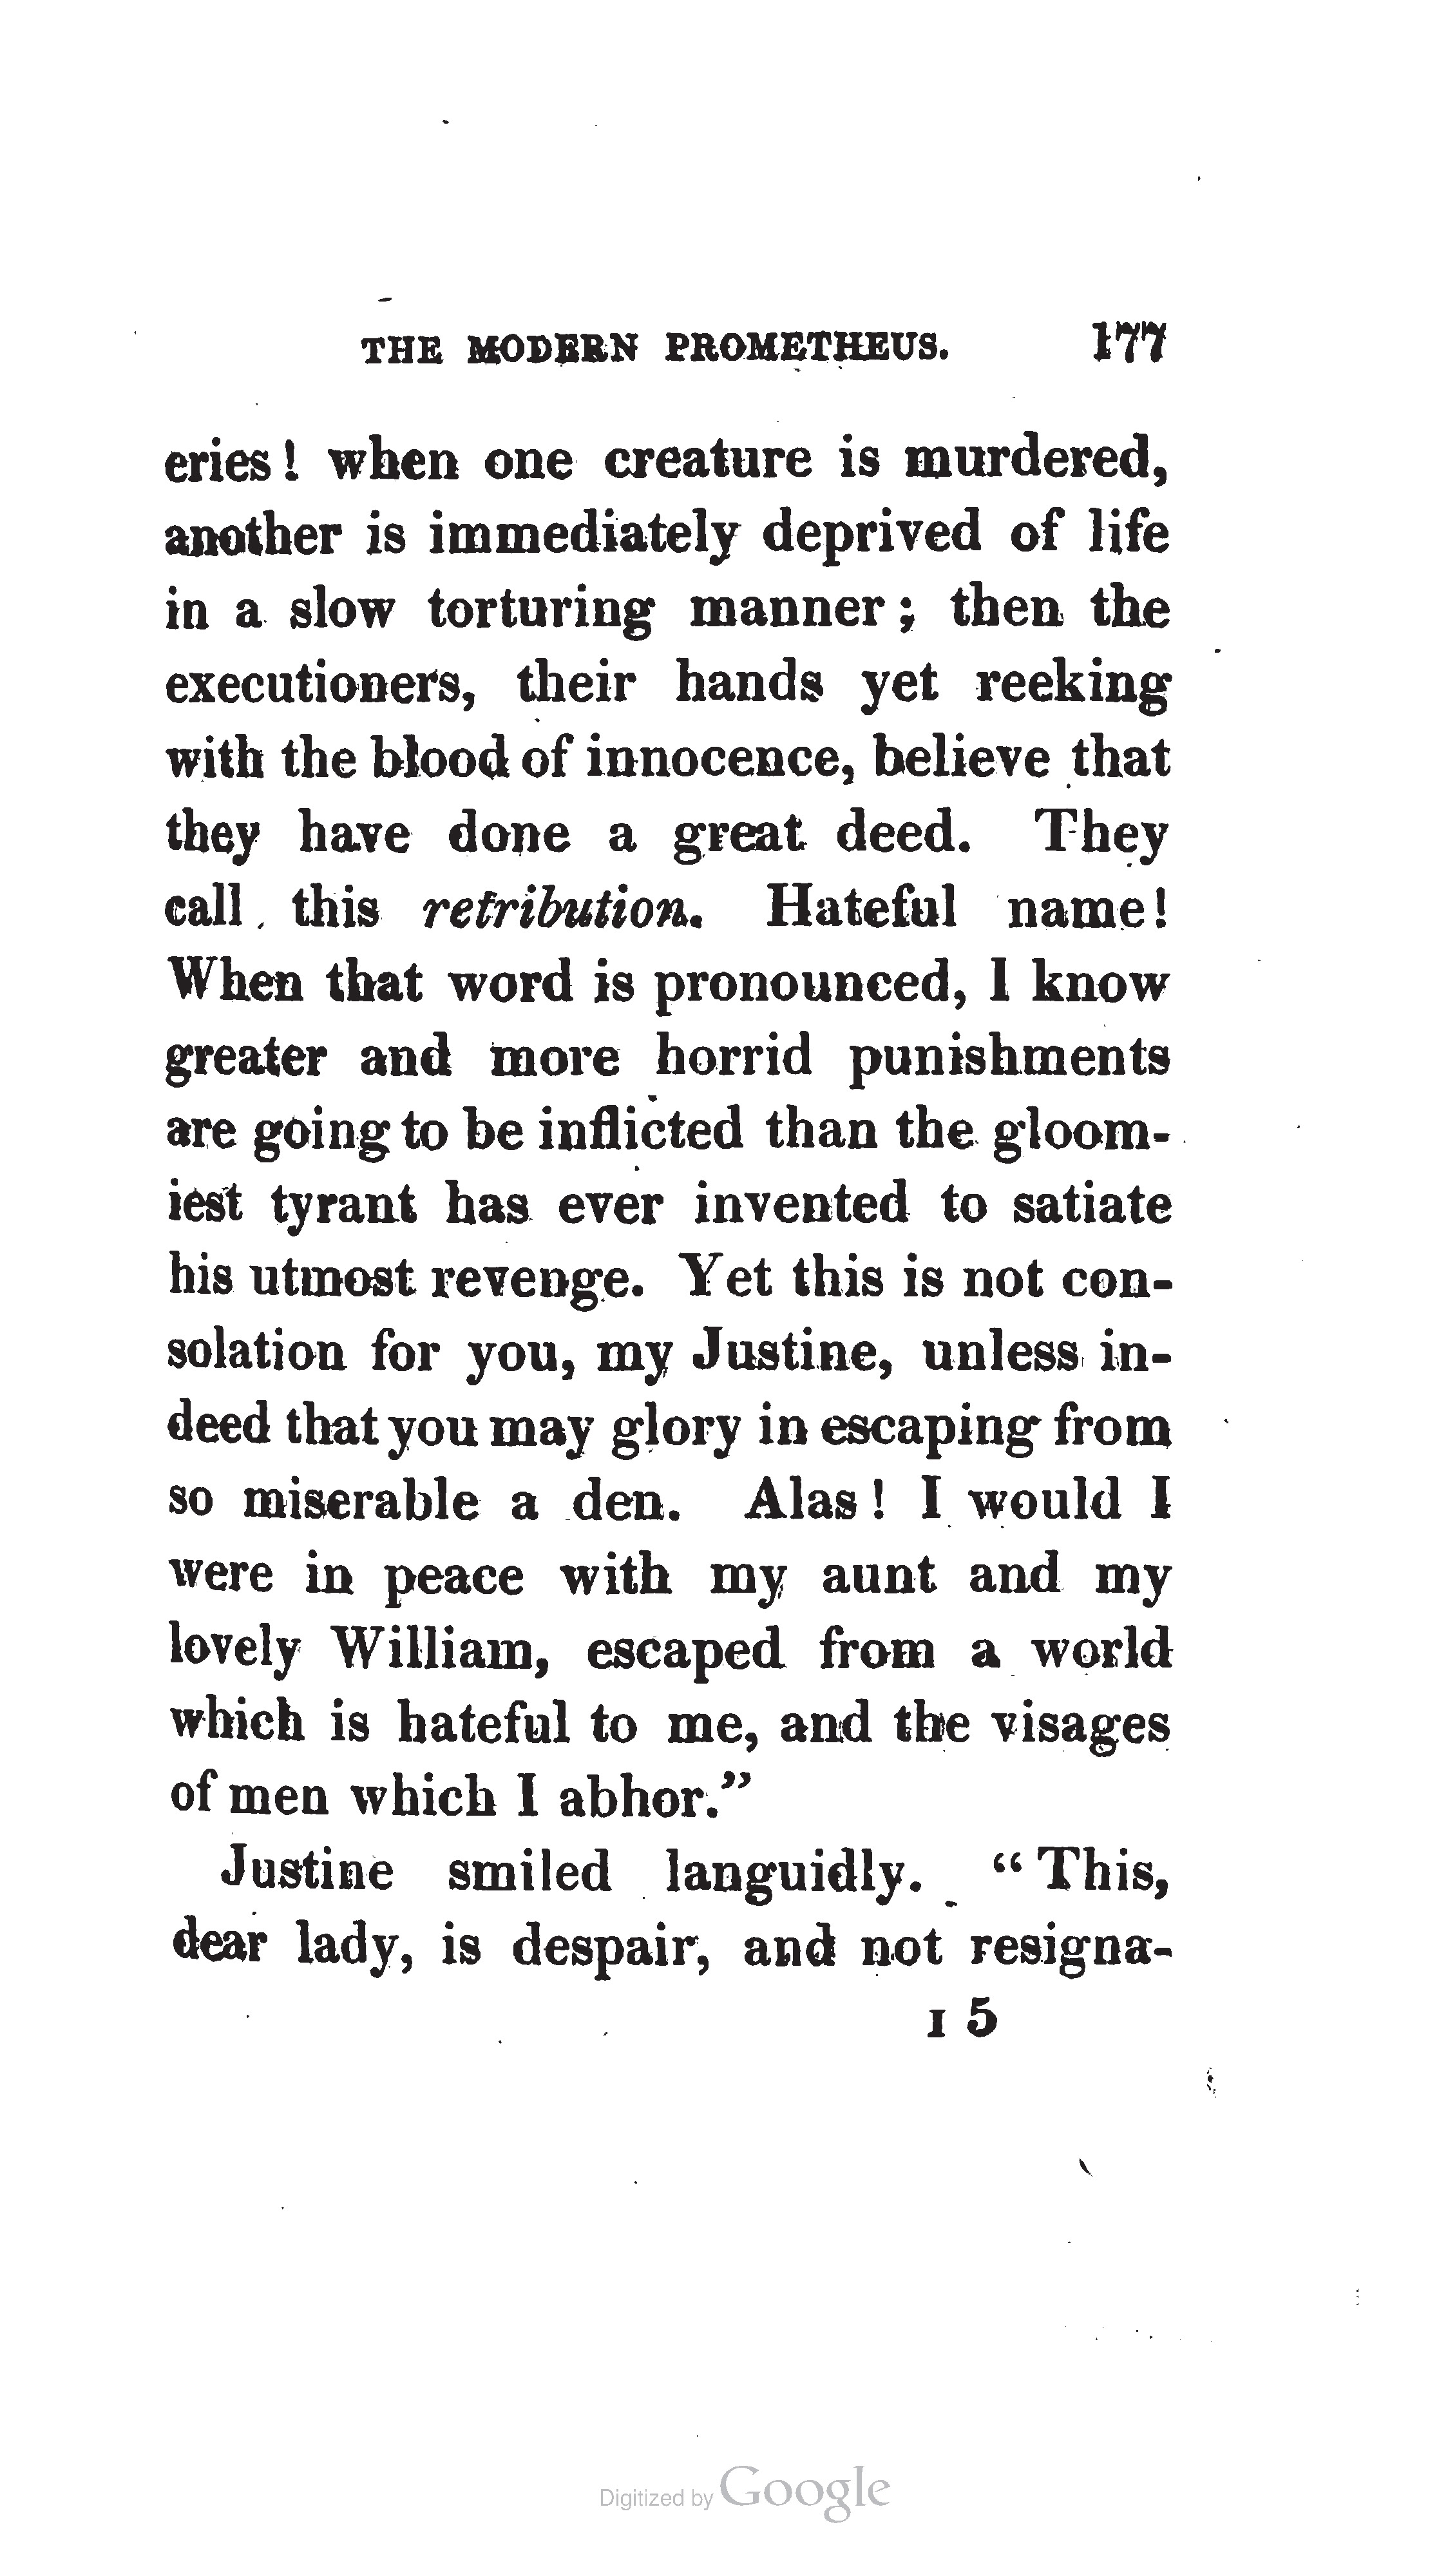 THE MODERN PROMETHEUS. 177
eries! when one creature is murdered,
another is immediately deprived of life
in a slow torturing manner; then the
executioners, their hands yet reeking
with the blood of innocence, believe that
they have done a great deed. They
call this retribution. Hateful name!
When that word is pronounced, I know
greater and more horrid punishments
are going to be inflicted than the gloom-
iest tyrant has ever invented to satiate
his utmost revenge. Yet this is not con-
solation for you, my Justine, unless in-
deed that you may glory in escaping from
so miserable a den. Alas! I would I
were in peace with my aunt and my
lovely William, escaped from a world
which is hateful to me, and the visages
of men which I abhor.”
Justine smiled languidly. “This,
dear lady, is despair, and not resigna-
I 5
Digitized by Google